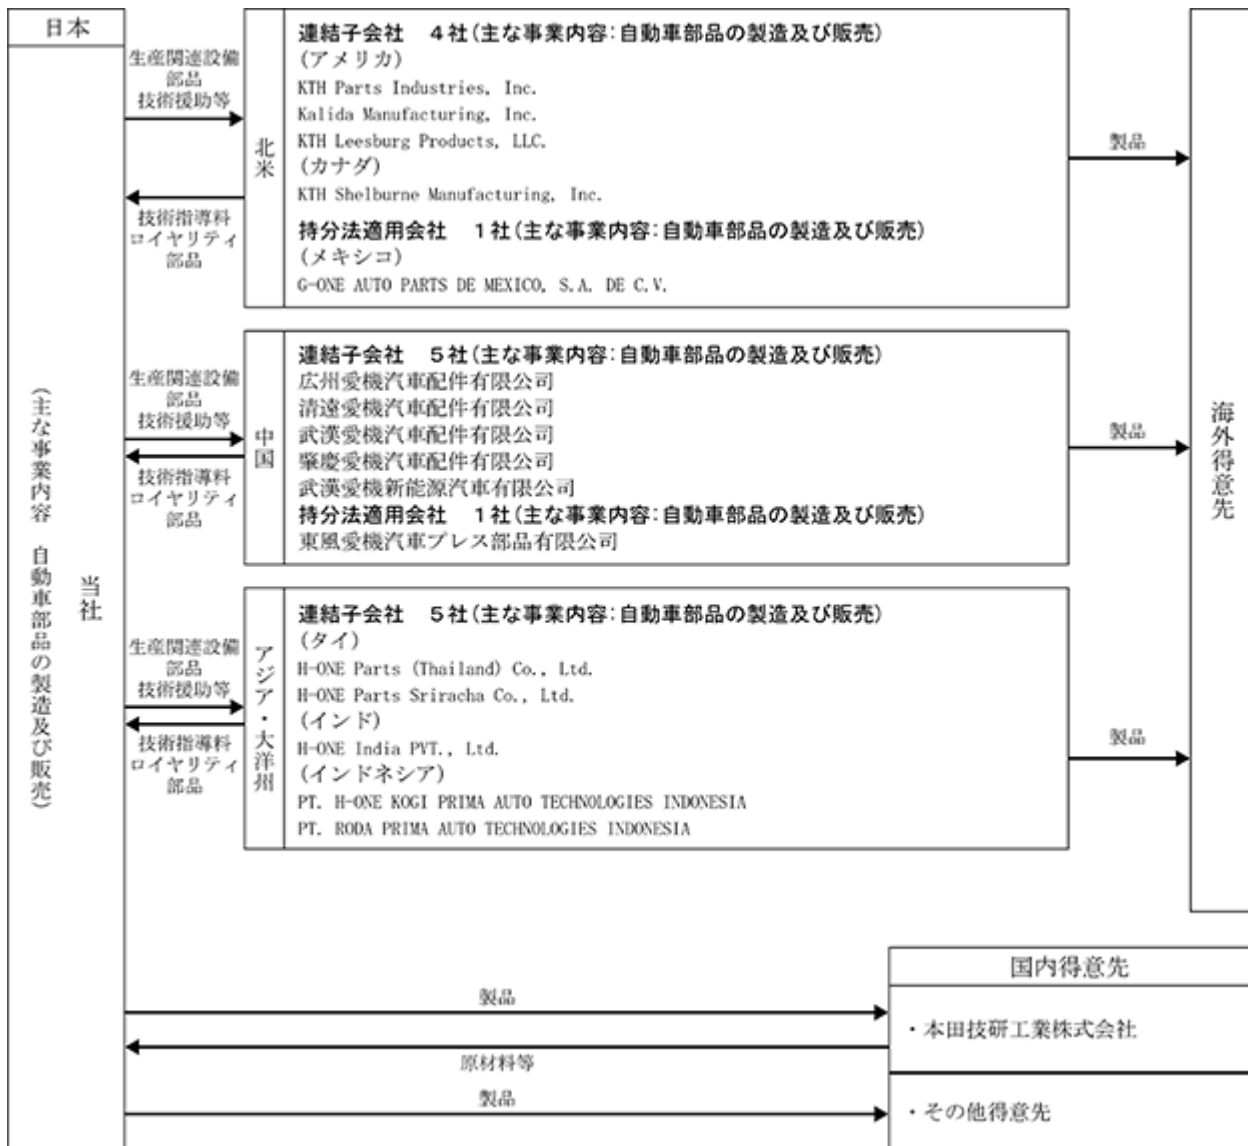 日本
(主な事業内容　自動車部品の製造及び販売)
当社
生産関連設備
部品
技術援助等
技術指導料
ロイヤリティ
部品
北米
連結子会社　４社(主な事業内容:自動車部品の製造及び販売)
(アメリカ)
KTH Parts Industries, Inc.
Kalida Manufacturing, Inc.
KTH Leesburg Products, LLC.
(カナダ)
KTH Shelburne Manufacturing, Inc.
持分法適用会社　１社(主な事業内容:自動車部品の製造及び販売)
(メキシコ)
G-ONE AUTO PARTS DE MEXICO, S.A. DE C.V.
製品
生産関連設備
部品
技術援助等
技術指導料
ロイヤリティ
部品
中国
連結子会社　５社(主な事業内容:自動車部品の製造及び販売)
広州愛機汽車配件有限公司
清遠愛機汽車配件有限公司
武漢愛機汽車配件有限公司
肇慶愛機汽車配件有限公司
武漢愛機新能源汽車有限公司
持分法適用会社　１社(主な事業内容:自動車部品の製造及び販売)
東風愛機汽車プレス部品有限公司
製品
生産関連設備
部品
技術援助等
技術指導料
ロイヤリティ
部品
アジア・大洋州
連結子会社　５社(主な事業内容:自動車部品の製造及び販売)
(タイ)
H-ONE Parts (Thailand) Co., Ltd.
H-ONE Parts Sriracha Co., Ltd.
(インド)
H-ONE India PVT., Ltd.
(インドネシア)
PT. H-ONE KOGI PRIMA AUTO TECHNOLOGIES INDONESIA
PT. RODA PRIMA AUTO TECHNOLOGIES INDONESIA
製品
海外得意先
製品
原材料等
製品
国内得意先
・本田技研工業株式会社
・その他得意先